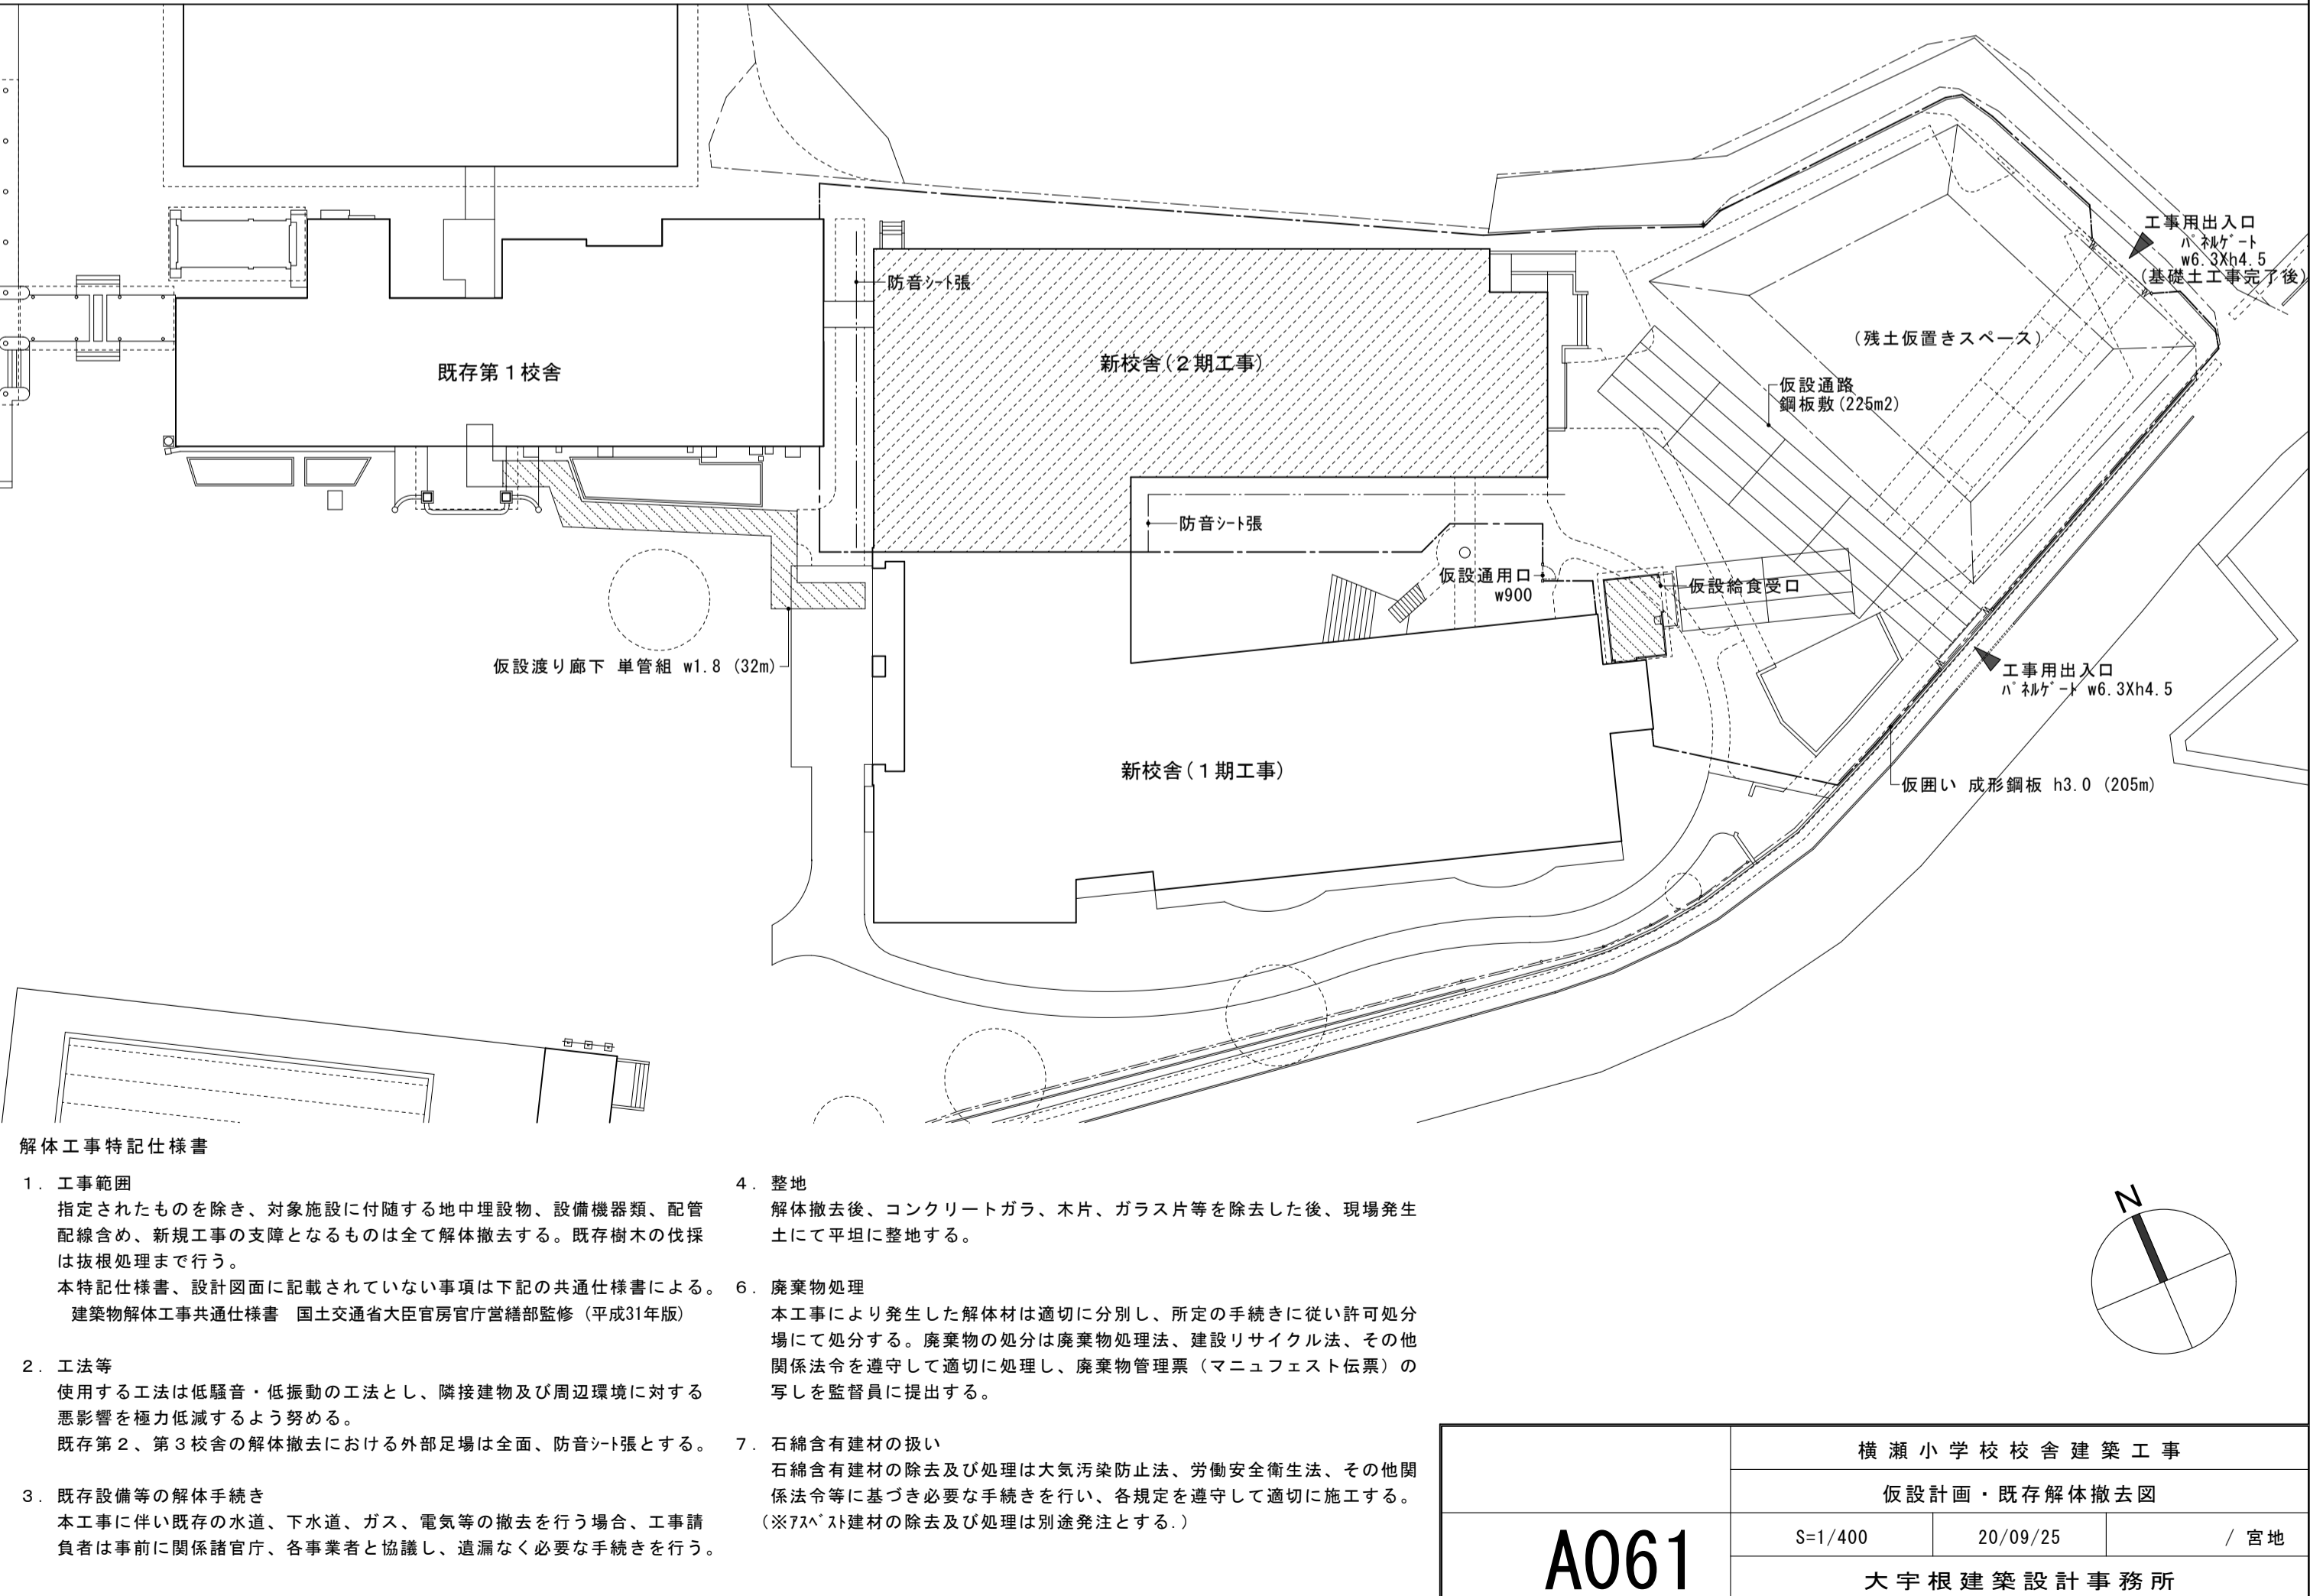 工事用出入口
ﾊﾟﾈﾙｹﾞｰﾄ
w6.3Xh4.5
(基礎土工事完了後)
防音ｼｰﾄ張
(残土仮置きスペース)
新校舎(２期工事)
既存第１校舎
仮設通路
鋼板敷(225m2)
防音ｼｰﾄ張
仮設通用口
w900
仮設給食受口
仮設渡り廊下 単管組 w1.8 (32m)
工事用出入口
ﾊﾟﾈﾙｹﾞｰﾄ w6.3Xh4.5
新校舎(１期工事)
仮囲い 成形鋼板 h3.0 (205m)
解体工事特記仕様書
１. 工事範囲
指定されたものを除き、対象施設に付随する地中埋設物、設備機器類、配管
配線含め、新規工事の支障となるものは全て解体撤去する。既存樹木の伐採
は抜根処理まで行う。
本特記仕様書、設計図面に記載されていない事項は下記の共通仕様書による。
建築物解体工事共通仕様書　国土交通省大臣官房官庁営繕部監修（平成31年版）
２. 工法等
使用する工法は低騒音・低振動の工法とし、隣接建物及び周辺環境に対する
悪影響を極力低減するよう努める。
既存第２、第３校舎の解体撤去における外部足場は全面、防音ｼｰﾄ張とする。
３. 既存設備等の解体手続き
本工事に伴い既存の水道、下水道、ガス、電気等の撤去を行う場合、工事請
負者は事前に関係諸官庁、各事業者と協議し、遺漏なく必要な手続きを行う。
４. 整地
解体撤去後、コンクリートガラ、木片、ガラス片等を除去した後、現場発生
土にて平坦に整地する。
６. 廃棄物処理
本工事により発生した解体材は適切に分別し、所定の手続きに従い許可処分
場にて処分する。廃棄物の処分は廃棄物処理法、建設リサイクル法、その他
関係法令を遵守して適切に処理し、廃棄物管理票（マニュフェスト伝票）の
写しを監督員に提出する。
７. 石綿含有建材の扱い
石綿含有建材の除去及び処理は大気汚染防止法、労働安全衛生法、その他関
係法令等に基づき必要な手続きを行い、各規定を遵守して適切に施工する。
（※ｱｽﾍﾞｽﾄ建材の除去及び処理は別途発注とする.）
N
横瀬小学校校舎建築工事
仮設計画・既存解体撤去図
A061
S=1/400
20/09/25
/ 宮地
大宇根建築設計事務所